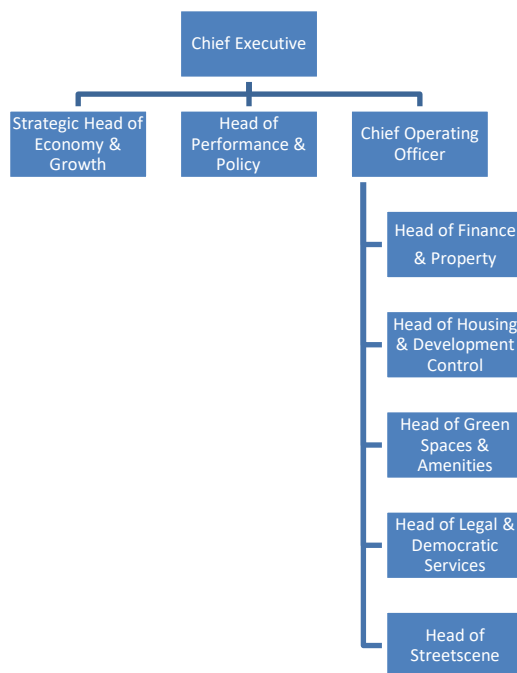 Chief Executive
Strategic Head of
Economy &
Growth
Head of
Performance &
Policy
Chief Operating
Officer
Head of Finance
& Property
Head of Housing
& Development
Control
Head of Green
Spaces &
Amenities
Head of Legal &
Democratic
Services
Head of
Streetscene